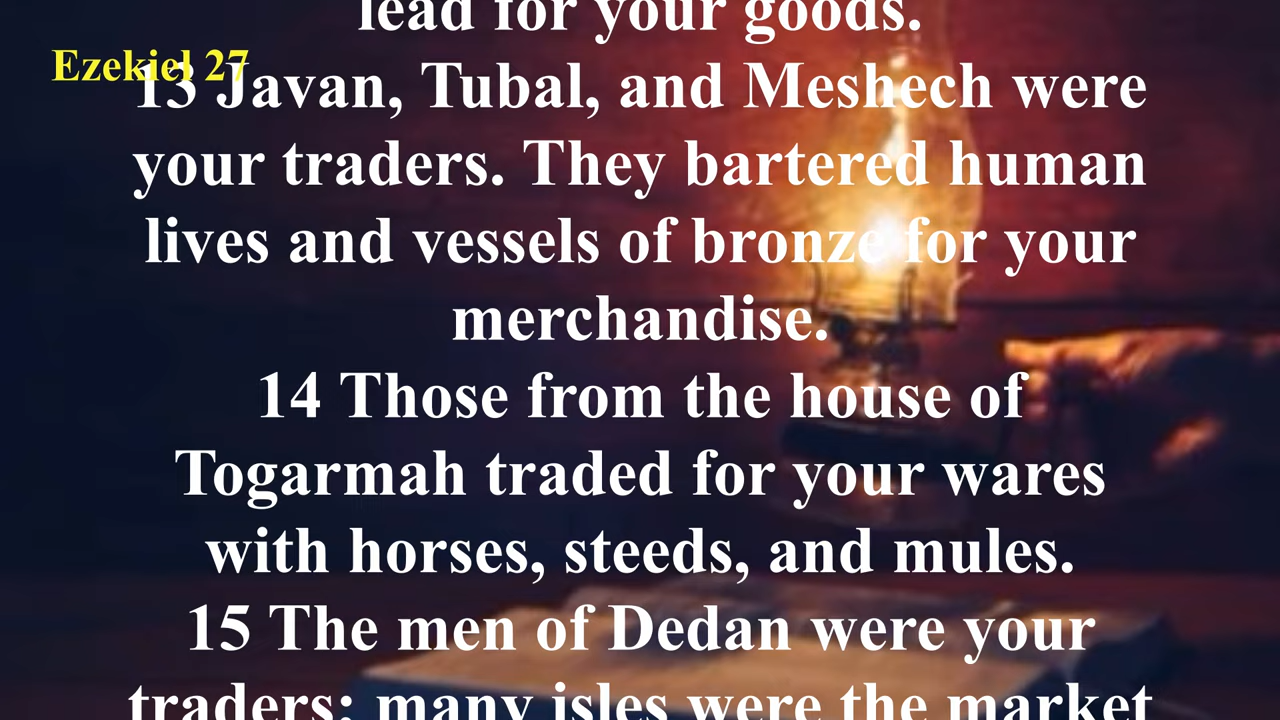 lead for your goods.
Ezekiel 27
13 Javan, Tubal, and Meshech were
your traders. They bartered human
lives and vessels of bronze for your
merchandise.
14 Those from the house of
Togarmah traded for your wares
with horses, steeds, and mules.
15 The men of Dedan were your
traders; many isles were the market